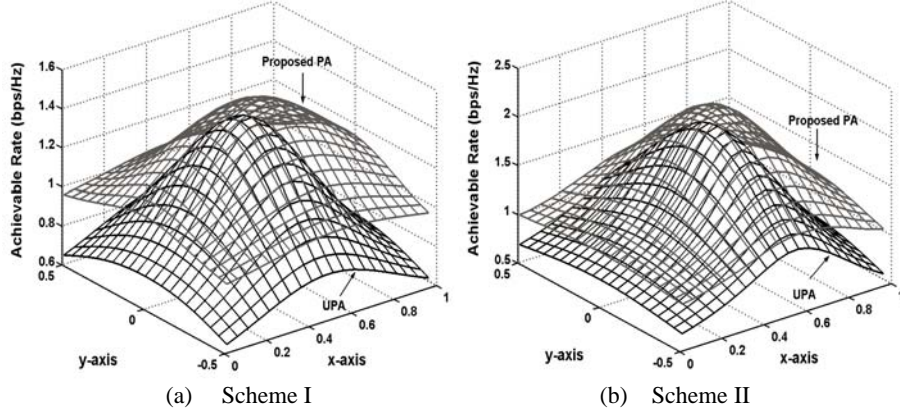 1.6
1.4
1.2
1
0.8
0.6
0.5
0
-0.5
0
0.2
0.4
0.6
0.8
1
Achievable Rate (bps/Hz)
y-axis
x-axis
Proposed PA
UPA
(a) Scheme I
2.5
2
1.5
1
0.5
0.5
0
-0.5
0
0.2
0.4
0.6
0.8
Achievable Rate (bps/Hz)
y-axis
x-axis
Proposed PA
UPA
(b) Scheme II